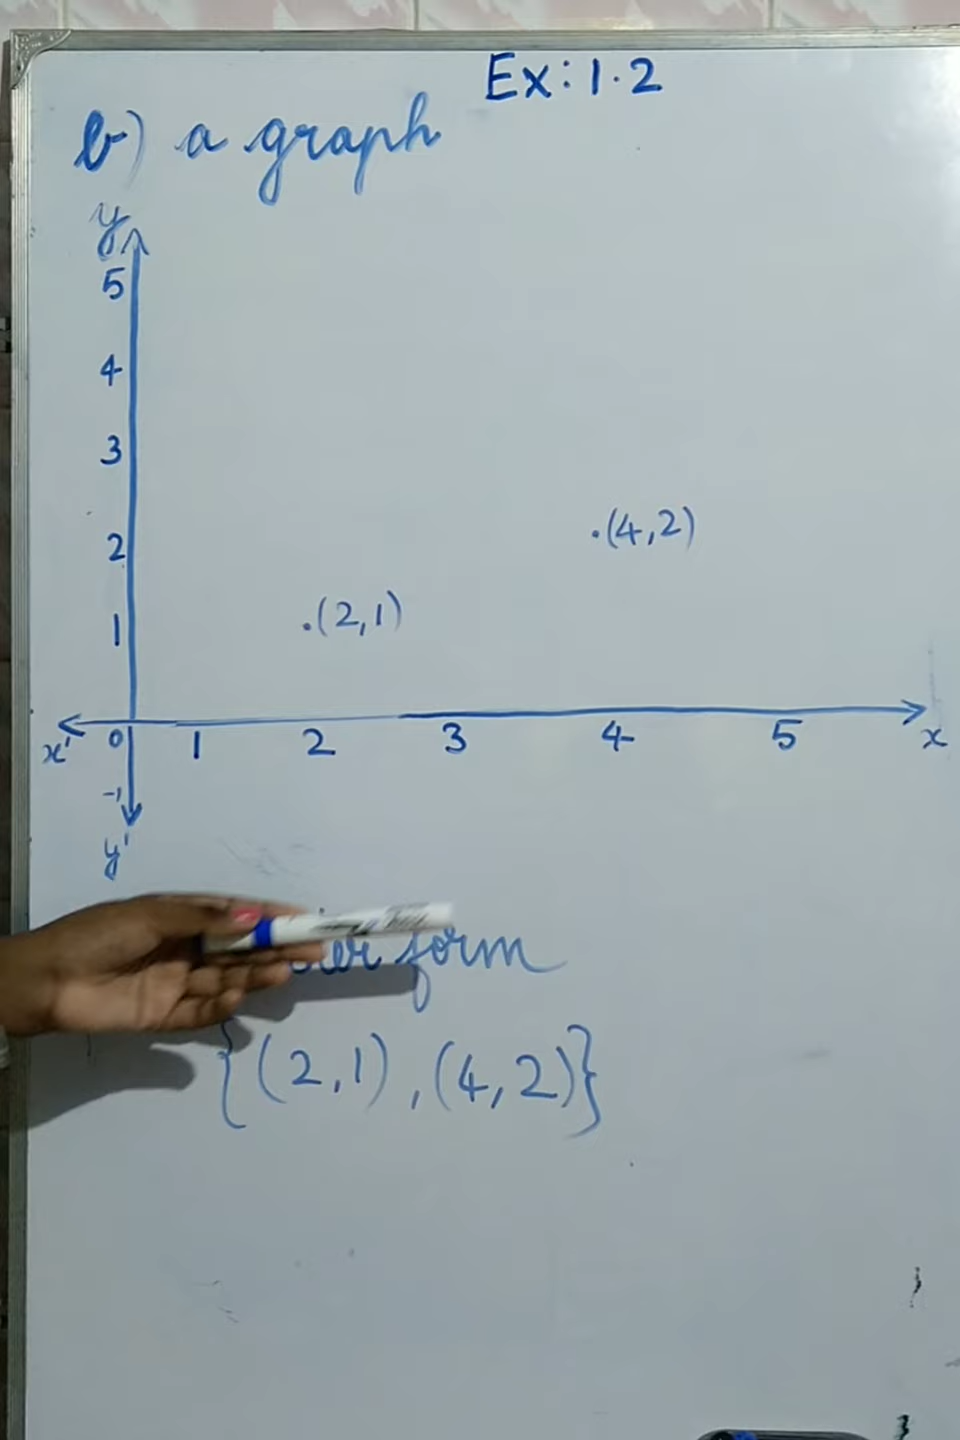 Ex: 1.2
b) a graph
y
5
4
3
2
.(4,2)
1
.(2,1)
x' 0 1 2 3 4 5 x
-1
y'
form
{(2,1),(4,2)}